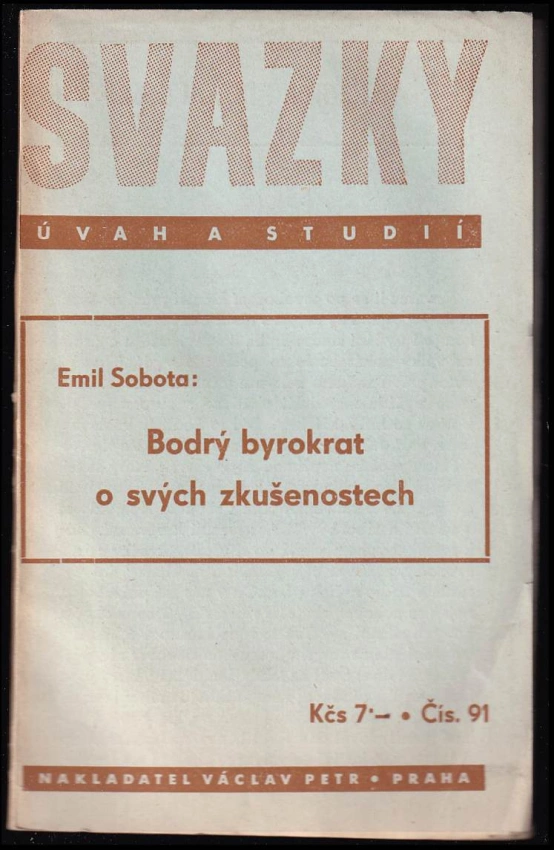 SVAZKY
ÚVAH A STUDIÍ
Emil Sobota:
Bodrý byrokrat
o svých zkušenostech
Kčs 7·– • Čís. 91
NAKLADATEL VÁCLAV PETR • PRAHA